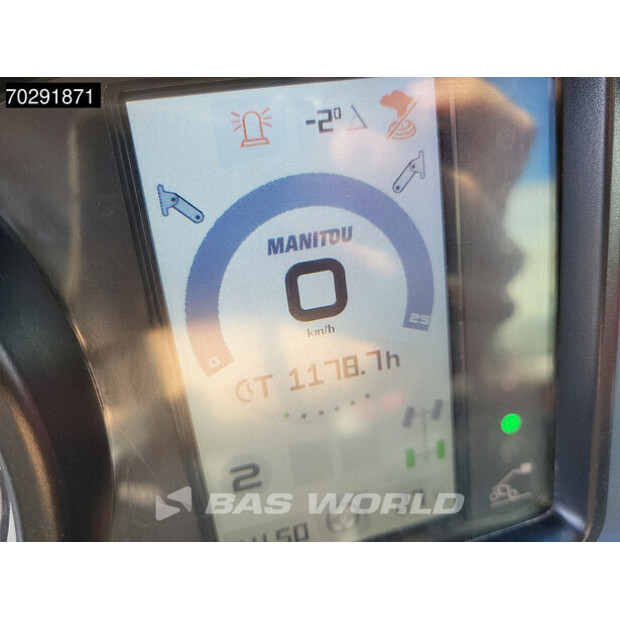 70291871
-2°
MANITOU
0
km/h
0
25
T 1178.7h
2
BAS WORLD